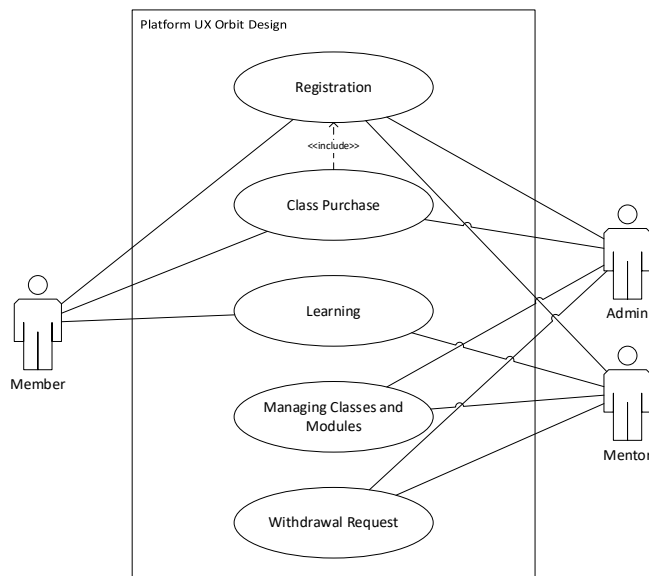 Platform UX Orbit Design
Registration
<<include>>
Class Purchase
Learning
Managing Classes and
Modules
Withdrawal Request
Member
Admin
Mentor